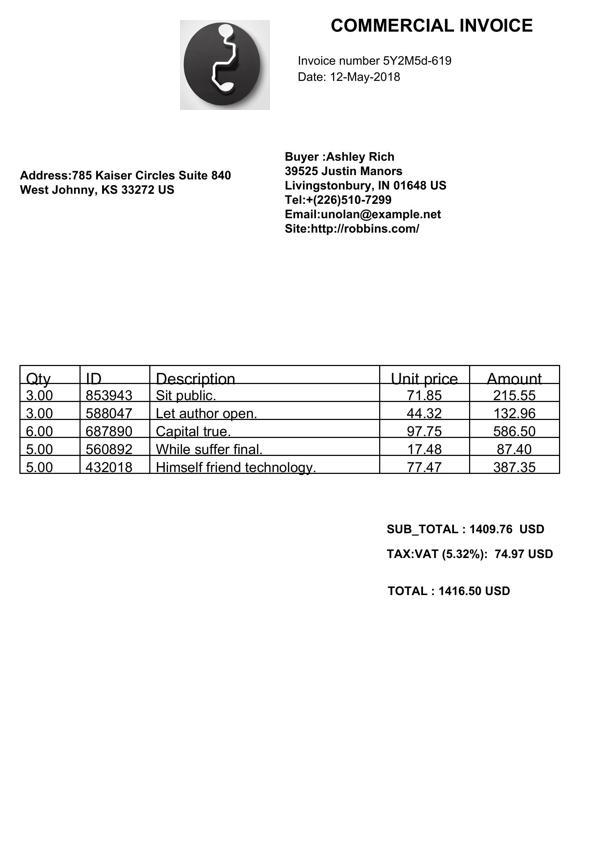 COMMERCIAL INVOICE
Invoice number 5Y2M5d-619
Date: 12-May-2018
Address:785 Kaiser Circles Suite 840
West Johnny, KS 33272 US
Buyer :Ashley Rich
39525 Justin Manors
Livingstonbury, IN 01648 US
Tel:+(226)510-7299
Email:unolan@example.net
Site:http://robbins.com/
Qty ID Description Unit price Amount
3.00 853943 Sit public. 71.85 215.55
3.00 588047 Let author open. 44.32 132.96
6.00 687890 Capital true. 97.75 586.50
5.00 560892 While suffer final. 17.48 87.40
5.00 432018 Himself friend technology. 77.47 387.35
SUB_TOTAL : 1409.76 USD
TAX:VAT (5.32%): 74.97 USD
TOTAL : 1416.50 USD